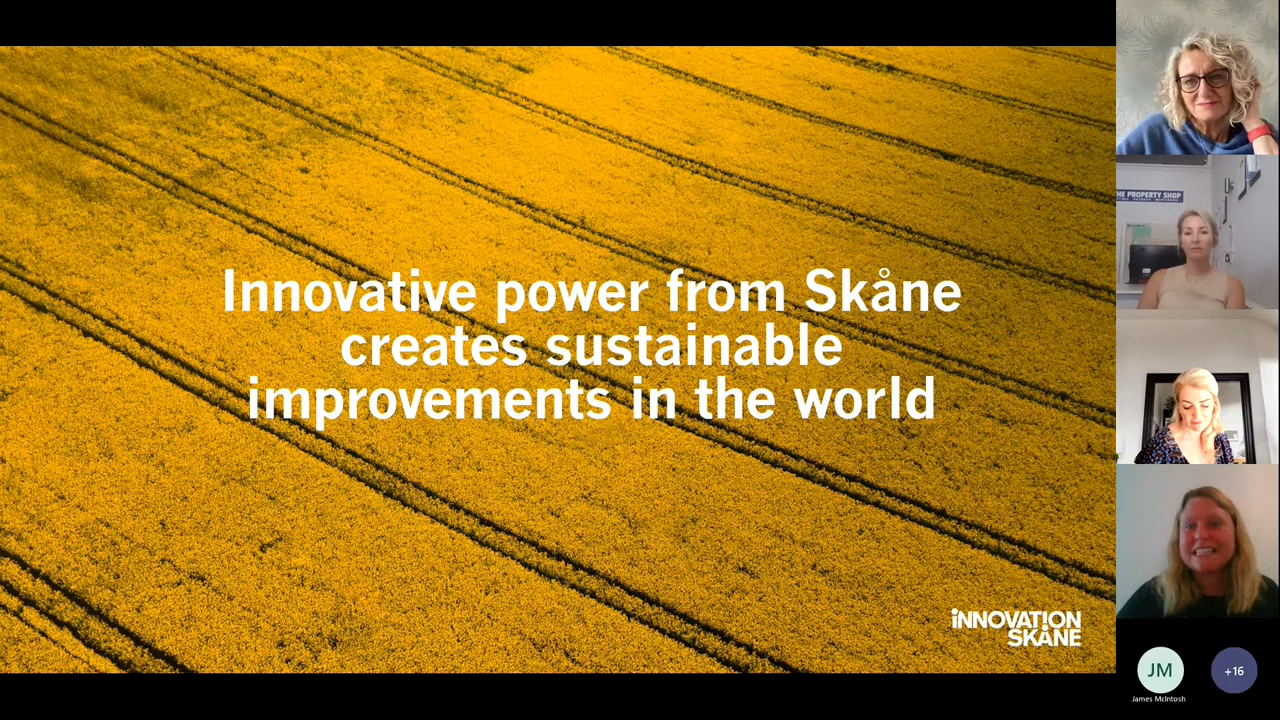 Innovative power from Skåne
creates sustainable
improvements in the world
INNOVATION
SKÅNE
THE PROPERTY SHOP
JM
James McIntosh
+16